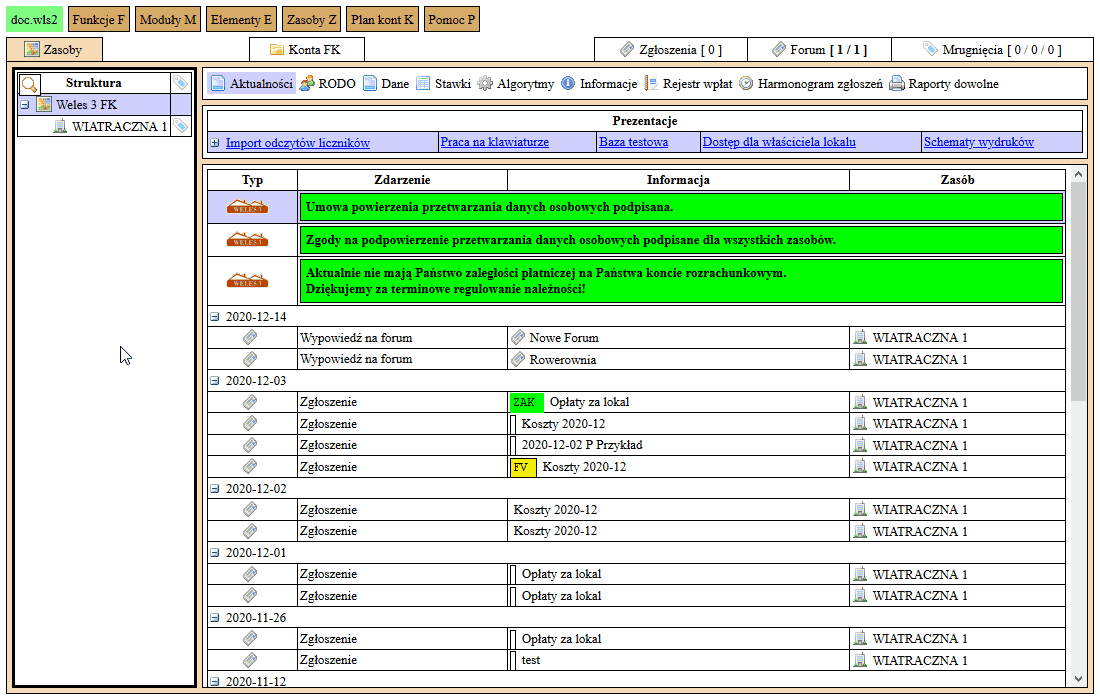 doc.wls2 Funkcje F Moduły M Elementy E Zasoby Z Plan kont K Pomoc P
Zasoby Konta FK Zgłoszenia [ 0 ] Forum [ 1 / 1 ] Mrugnięcia [ 0 / 0 / 0 ]
Struktura
Weles 3 FK
WIATRACZNA 1
Aktualności RODO Dane Stawki Algorytmy Informacje Rejestr wpłat Harmonogram zgłoszeń Raporty dowolne
Prezentacje
Import odczytów liczników Praca na klawiaturze Baza testowa Dostęp dla właściciela lokalu Schematy wydruków
Typ Zdarzenie Informacja Zasób
WELES 3 Umowa powierzenia przetwarzania danych osobowych podpisana.
WELES 3 Zgody na podpowierzenie przetwarzania danych osobowych podpisane dla wszystkich zasobów.
WELES 3 Aktualnie nie mają Państwo zaległości płatniczej na Państwa koncie rozrachunkowym.
Dziękujemy za terminowe regulowanie należności!
2020-12-14
Wypowiedź na forum Nowe Forum WIATRACZNA 1
Wypowiedź na forum Rowerownia WIATRACZNA 1
2020-12-03
Zgłoszenie ZAK Opłaty za lokal WIATRACZNA 1
Zgłoszenie Koszty 2020-12 WIATRACZNA 1
Zgłoszenie 2020-12-02 P Przykład WIATRACZNA 1
Zgłoszenie FV Koszty 2020-12 WIATRACZNA 1
2020-12-02
Zgłoszenie Koszty 2020-12 WIATRACZNA 1
Zgłoszenie Koszty 2020-12 WIATRACZNA 1
2020-12-01
Zgłoszenie Opłaty za lokal WIATRACZNA 1
Zgłoszenie Opłaty za lokal WIATRACZNA 1
2020-11-26
Zgłoszenie Opłaty za lokal WIATRACZNA 1
Zgłoszenie test WIATRACZNA 1
2020-11-12